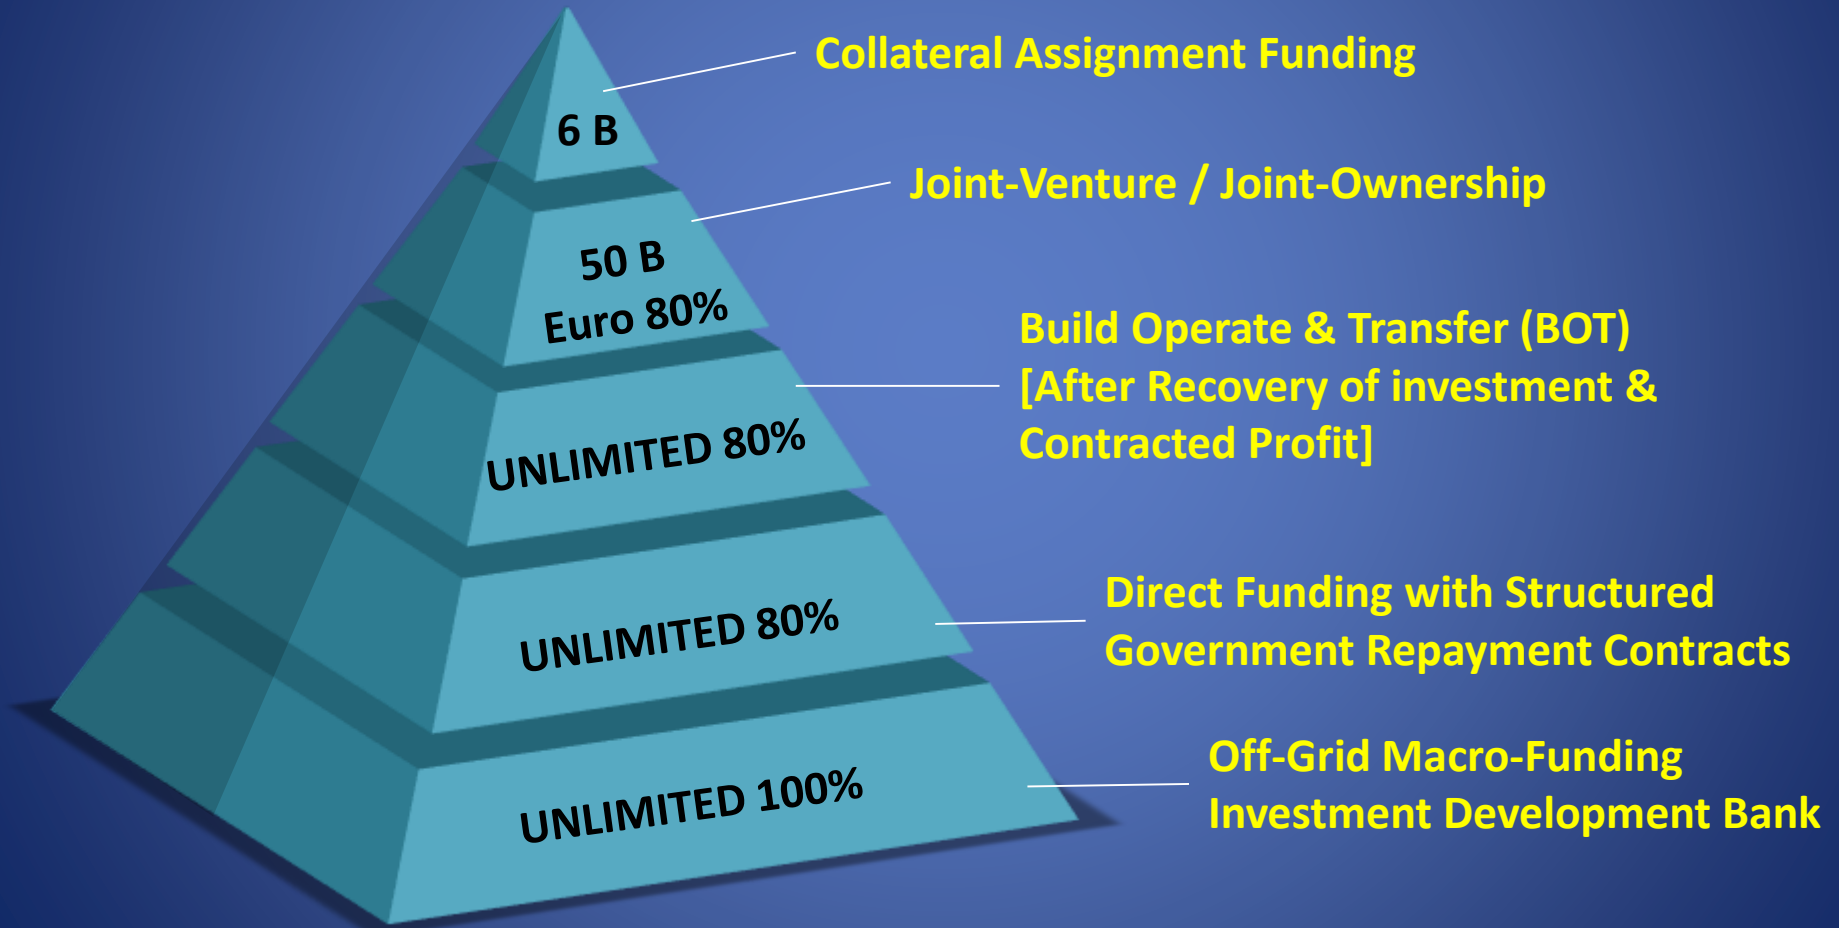 Collateral Assignment Funding
6 B
Joint-Venture / Joint-Ownership
50 B
Euro 80%
Build Operate & Transfer (BOT)
[After Recovery of investment &
Contracted Profit]
UNLIMITED 80%
Direct Funding with Structured
Government Repayment Contracts
UNLIMITED 80%
Off-Grid Macro-Funding
Investment Development Bank
UNLIMITED 100%